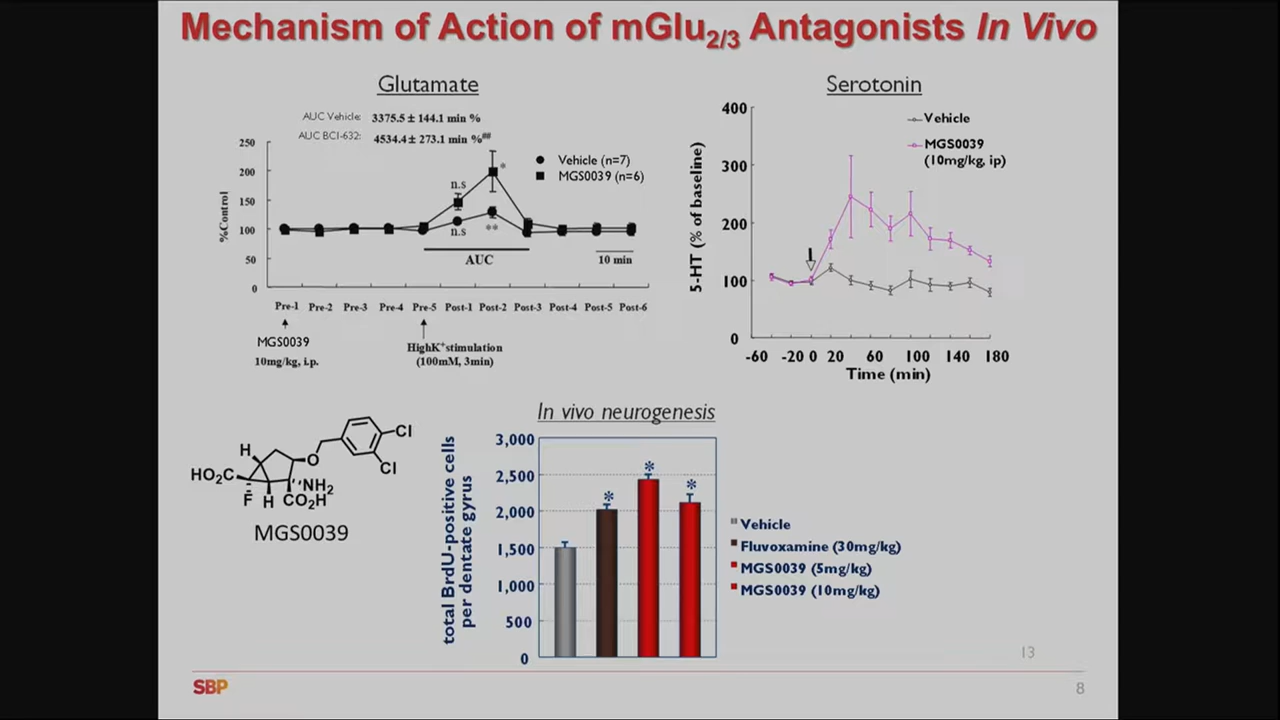 Mechanism of Action of mGlu2/3 Antagonists In Vivo
Glutamate
AUC Vehicle: 3375.5 ± 144.1 min %
AUC BCI-632: 4534.4 ± 273.1 min %##
250
200
150
100
50
0
%Control
Vehicle (n=7)
MGS0039 (n=6)
n.s
*
n.s
**
AUC
10 min
Pre-1 Pre-2 Pre-3 Pre-4 Pre-5 Post-1 Post-2 Post-3 Post-4 Post-5 Post-6
MGS0039
10mg/kg, i.p.
HighK+stimulation
(100mM, 3min)
Serotonin
400
300
200
100
0
5-HT (% of baseline)
Vehicle
MGS0039
(10mg/kg, ip)
-60 -20 0 20 60 100 140 180
Time (min)
H
HO2C
F
H
O
NH2
CO2H
Cl
Cl
MGS0039
In vivo neurogenesis
total BrdU-positive cells
per dentate gyrus
3,000
2,500
2,000
1,500
1,000
500
0
*
*
*
Vehicle
Fluvoxamine (30mg/kg)
MGS0039 (5mg/kg)
MGS0039 (10mg/kg)
13
SBP
8